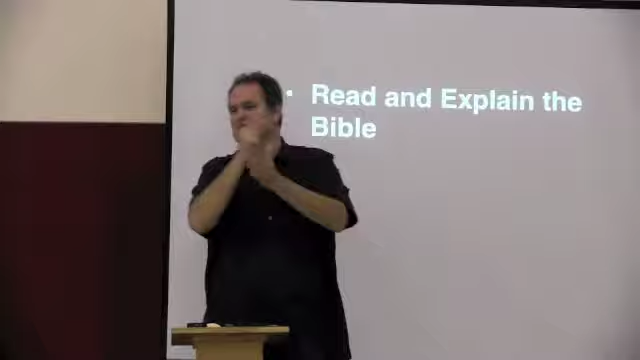 • Read and Explain the
Bible